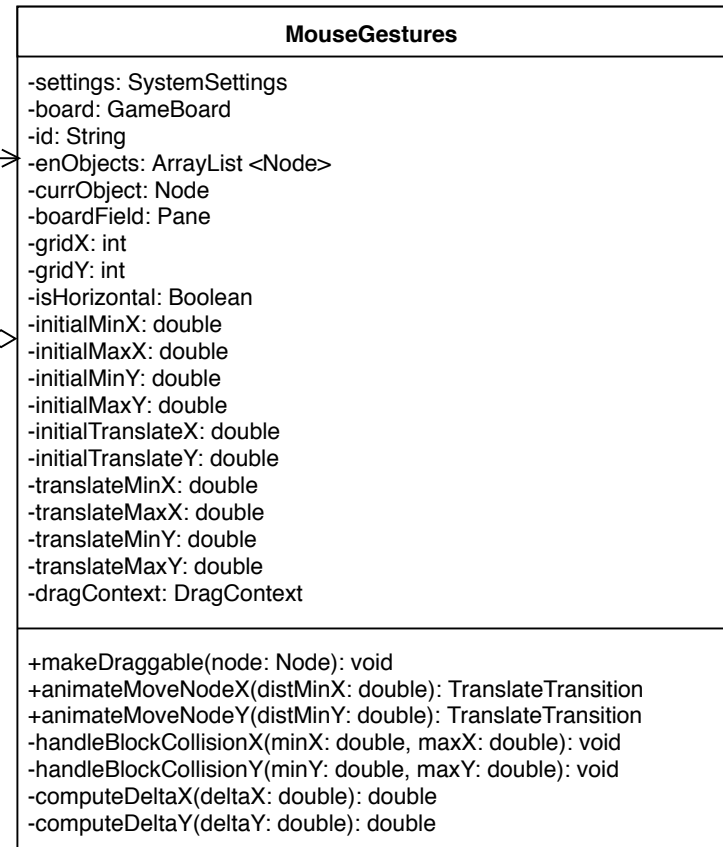 MouseGestures
-settings: SystemSettings
-board: GameBoard
-id: String
-enObjects: ArrayList <Node>
-currObject: Node
-boardField: Pane
-gridX: int
-gridY: int
-isHorizontal: Boolean
-initialMinX: double
-initialMaxX: double
-initialMinY: double
-initialMaxY: double
-initialTranslateX: double
-initialTranslateY: double
-translateMinX: double
-translateMaxX: double
-translateMinY: double
-translateMaxY: double
-dragContext: DragContext
+makeDraggable(node: Node): void
+animateMoveNodeX(distMinX: double): TranslateTransition
+animateMoveNodeY(distMinY: double): TranslateTransition
-handleBlockCollisionX(minX: double, maxX: double): void
-handleBlockCollisionY(minY: double, maxY: double): void
-computeDeltaX(deltaX: double): double
-computeDeltaY(deltaY: double): double